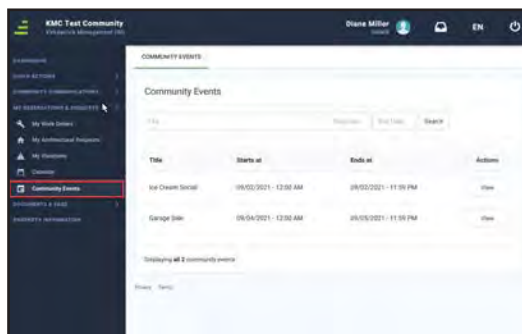 KMC Test Community
Kirkpatrick Management (IN)
Diane Miller
OWNER
EN
DASHBOARD
QUICK ACTIONS
COMMUNITY COMMUNICATIONS
MY RESERVATIONS & REQUESTS
My Work Orders
My Architectural Requests
My Violations
Calendar
Community Events
DOCUMENTS & FAQS
PROPERTY INFORMATION
COMMUNITY EVENTS
Community Events
Title
End Date
Search
Title Starts at Ends at Actions
Ice Cream Social 09/02/2021 - 12:00 AM 09/02/2021 - 11:59 PM View
Garage Sale 09/04/2021 - 12:00 AM 09/05/2021 - 11:59 PM View
Displaying all 2 community events
Privacy Terms